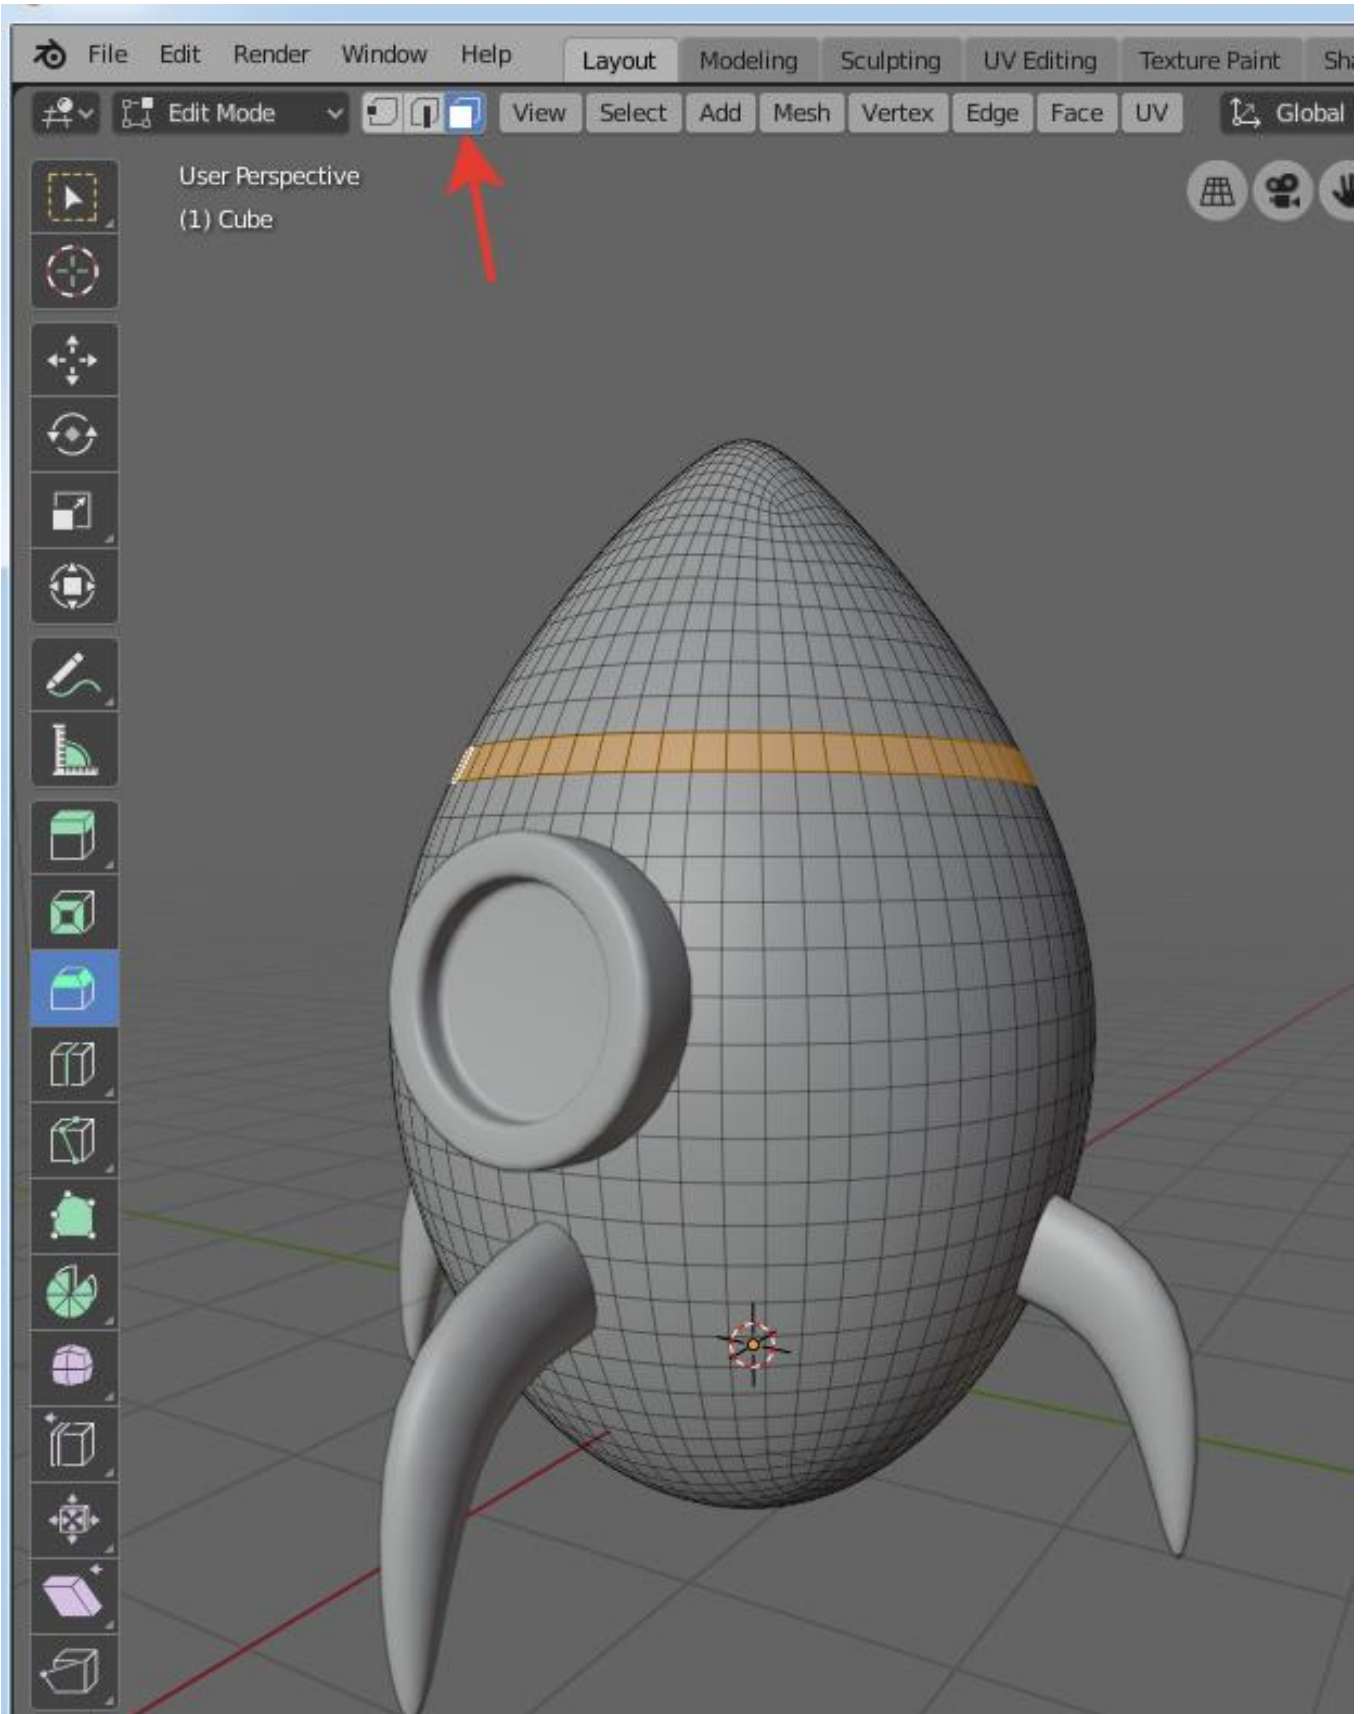 File Edit Render Window Help Layout Modeling Sculpting UV Editing Texture Paint
Edit Mode View Select Add Mesh Vertex Edge Face UV Global
User Perspective
(1) Cube